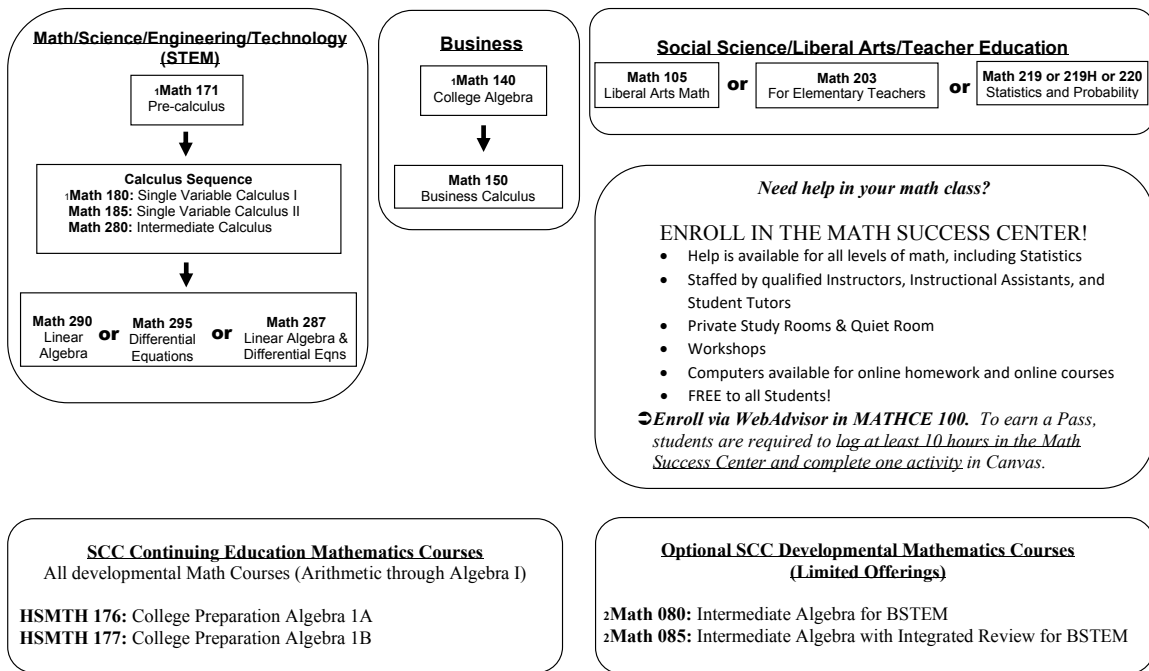 Math/Science/Engineering/Technology
(STEM)
1Math 171
Pre-calculus
Calculus Sequence
1Math 180: Single Variable Calculus I
Math 185: Single Variable Calculus II
Math 280: Intermediate Calculus
Math 290
Linear
Algebra
or
Math 295
Differential
Equations
or
Math 287
Linear Algebra &
Differential Eqns
Business
1Math 140
College Algebra
Math 150
Business Calculus
Social Science/Liberal Arts/Teacher Education
Math 105
Liberal Arts Math
or
Math 203
For Elementary Teachers
or
Math 219 or 219H or 220
Statistics and Probability
Need help in your math class?
ENROLL IN THE MATH SUCCESS CENTER!
• Help is available for all levels of math, including Statistics
• Staffed by qualified Instructors, Instructional Assistants, and
Student Tutors
• Private Study Rooms & Quiet Room
• Workshops
• Computers available for online homework and online courses
• FREE to all Students!
➲Enroll via WebAdvisor in MATHCE 100. To earn a Pass,
students are required to log at least 10 hours in the Math
Success Center and complete one activity in Canvas.
SCC Continuing Education Mathematics Courses
All developmental Math Courses (Arithmetic through Algebra I)
HSMTH 176: College Preparation Algebra 1A
HSMTH 177: College Preparation Algebra 1B
Optional SCC Developmental Mathematics Courses
(Limited Offerings)
2Math 080: Intermediate Algebra for BSTEM
2Math 085: Intermediate Algebra with Integrated Review for BSTEM